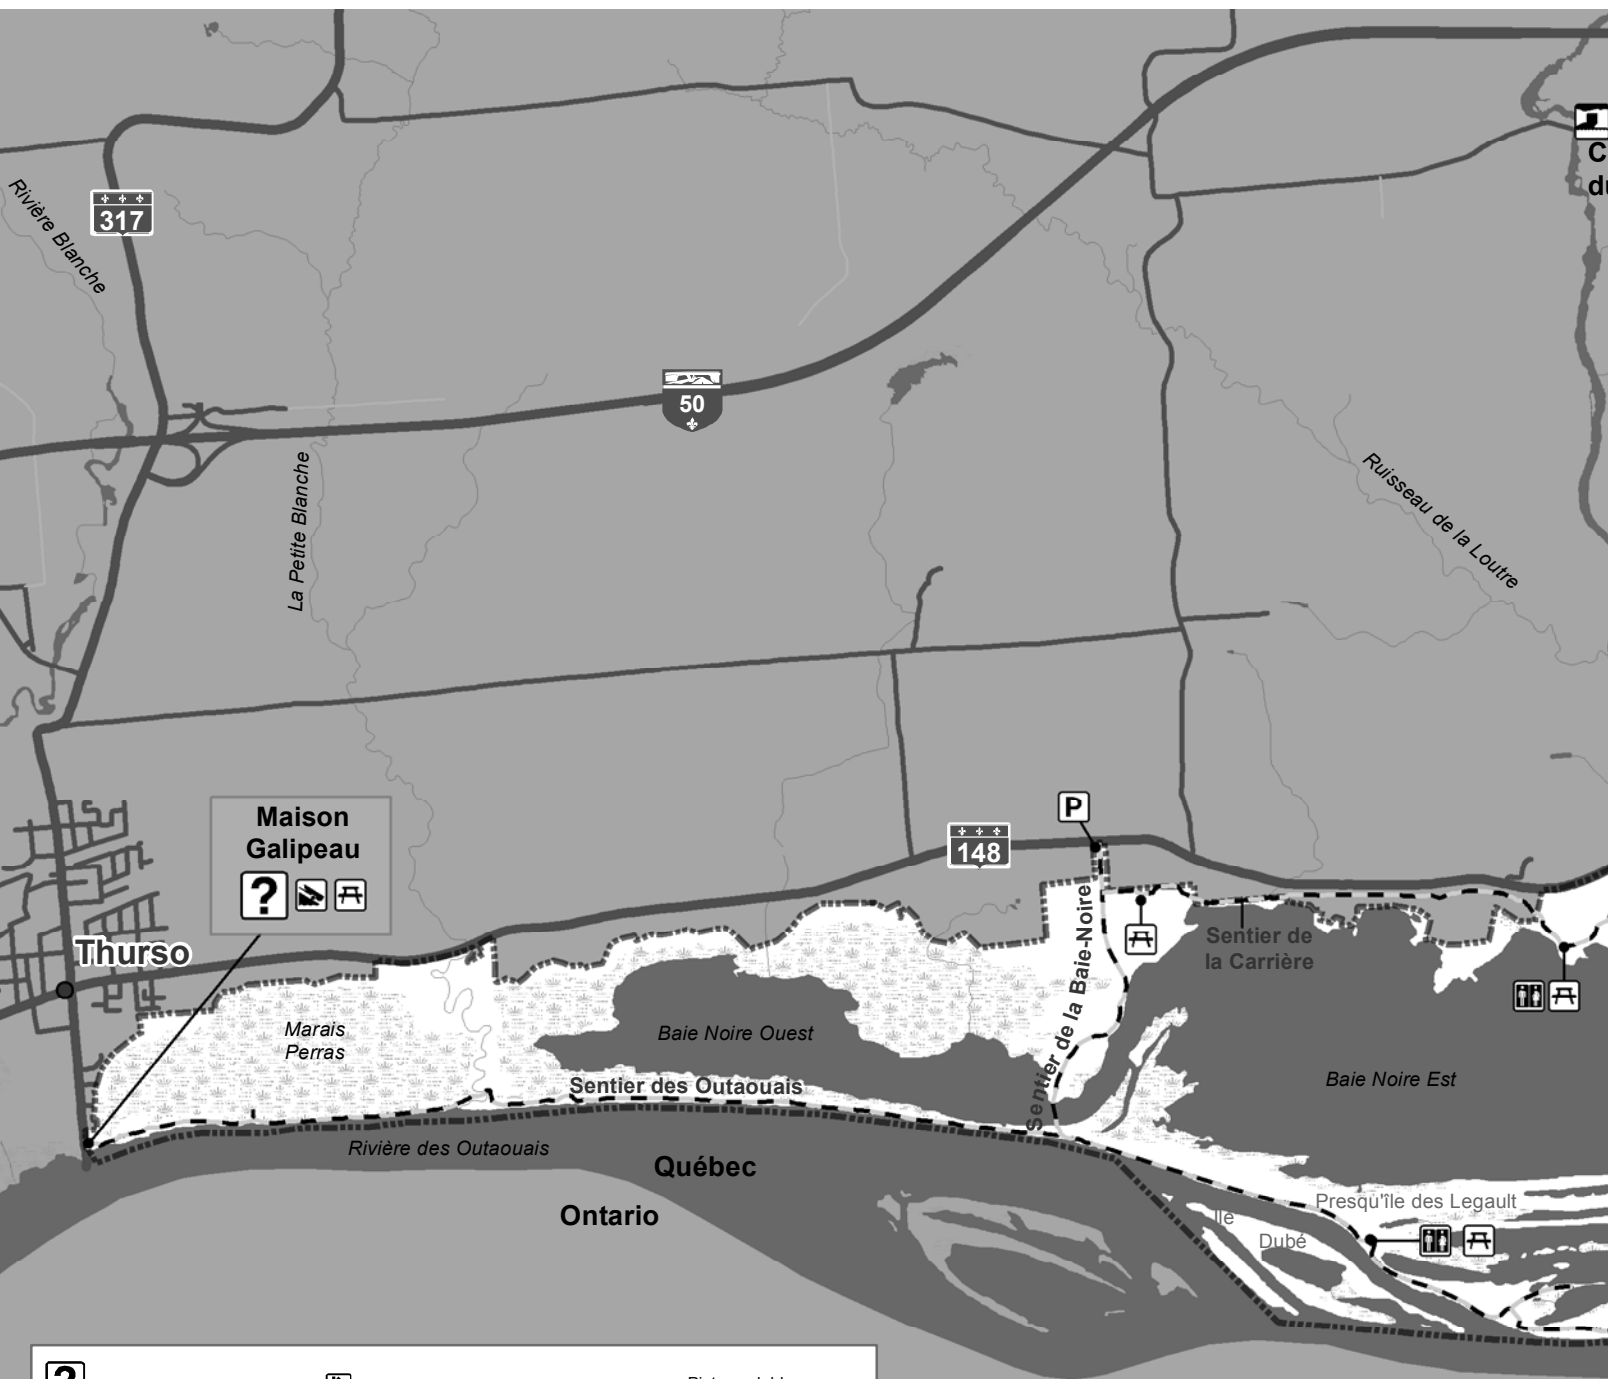 C
du
Rivière Blanche
317
50
La Petite Blanche
Ruisseau de la Loutre
Maison
Galipeau
?
P
148
Thurso
Sentier de la Baie-Noire
Sentier de
la Carrière
Marais
Perras
Baie Noire Ouest
Sentier des Outaouais
Baie Noire Est
Rivière des Outaouais
Québec
Ontario
Presqu'île des Legault
Île
Dubé
?